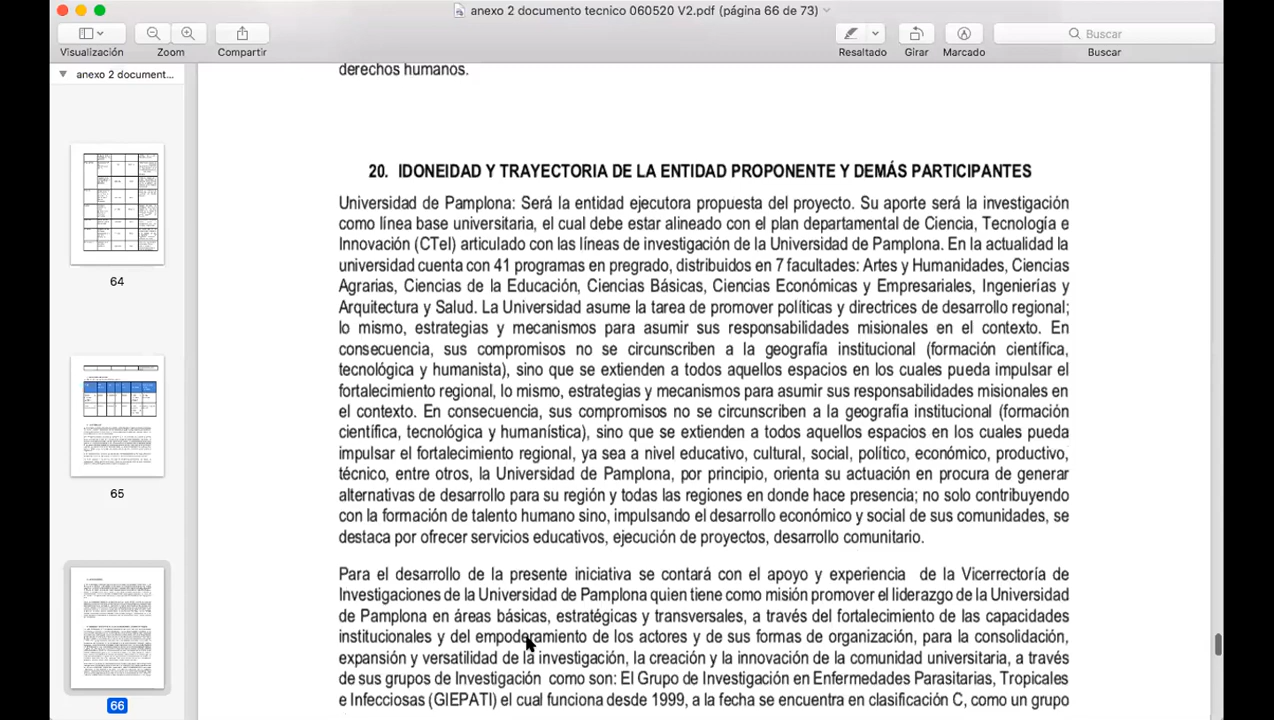 anexo 2 documento tecnico 060520 V2.pdf (página 66 de 73)
Visualización
Zoom
Compartir
Resaltado
Girar
Marcado
Buscar
Buscar
anexo 2 document...
64
65
66
derechos humanos.
20. IDONEIDAD Y TRAYECTORIA DE LA ENTIDAD PROPONENTE Y DEMÁS PARTICIPANTES
Universidad de Pamplona: Será la entidad ejecutora propuesta del proyecto. Su aporte será la investigación
como línea base universitaria, el cual debe estar alineado con el plan departamental de Ciencia, Tecnología e
Innovación (CTeI) articulado con las líneas de investigación de la Universidad de Pamplona. En la actualidad la
universidad cuenta con 41 programas en pregrado, distribuidos en 7 facultades: Artes y Humanidades, Ciencias
Agrarias, Ciencias de la Educación, Ciencias Básicas, Ciencias Económicas y Empresariales, Ingenierías y
Arquitectura y Salud. La Universidad asume la tarea de promover políticas y directrices de desarrollo regional;
lo mismo, estrategias y mecanismos para asumir sus responsabilidades misionales en el contexto. En
consecuencia, sus compromisos no se circunscriben a la geografía institucional (formación científica,
tecnológica y humanista), sino que se extienden a todos aquellos espacios en los cuales pueda impulsar el
fortalecimiento regional, lo mismo, estrategias y mecanismos para asumir sus responsabilidades misionales en
el contexto. En consecuencia, sus compromisos no se circunscriben a la geografía institucional (formación
científica, tecnológica y humanística), sino que se extienden a todos aquellos espacios en los cuales pueda
impulsar el fortalecimiento regional, ya sea a nivel educativo, cultural, social, político, económico, productivo,
técnico, entre otros, la Universidad de Pamplona, por principio, orienta su actuación en procura de generar
alternativas de desarrollo para su región y todas las regiones en donde hace presencia; no solo contribuyendo
con la formación de talento humano sino, impulsando el desarrollo económico y social de sus comunidades, se
destaca por ofrecer servicios educativos, ejecución de proyectos, desarrollo comunitario.
Para el desarrollo de la presente iniciativa se contará con el apoyo y experiencia de la Vicerrectoría de
Investigaciones de la Universidad de Pamplona quien tiene como misión promover el liderazgo de la Universidad
de Pamplona en áreas básicas, estratégicas y transversales, a través del fortalecimiento de las capacidades
institucionales y del empoderamiento de los actores y de sus formas de organización, para la consolidación,
expansión y versatilidad de la investigación, la creación y la innovación de la comunidad universitaria, a través
de sus grupos de Investigación como son: El Grupo de Investigación en Enfermedades Parasitarias, Tropicales
e Infecciosas (GIEPATI) el cual funciona desde 1999, a la fecha se encuentra en clasificación C, como un grupo